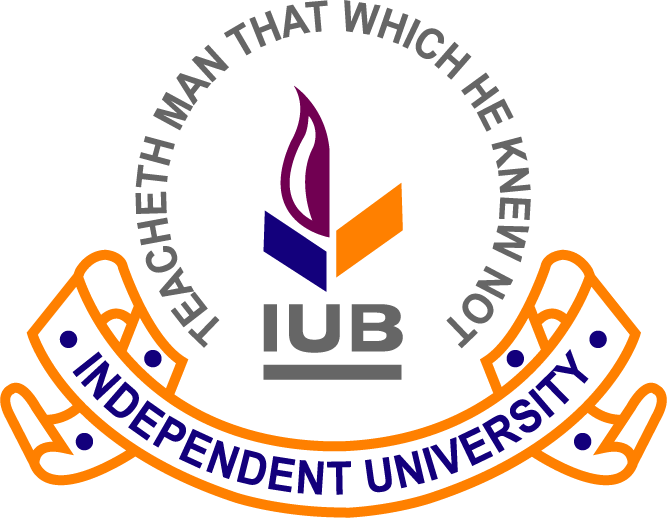 TEACHETH MAN THAT WHICH HE KNEW NOT
IUB
INDEPENDENT UNIVERSITY